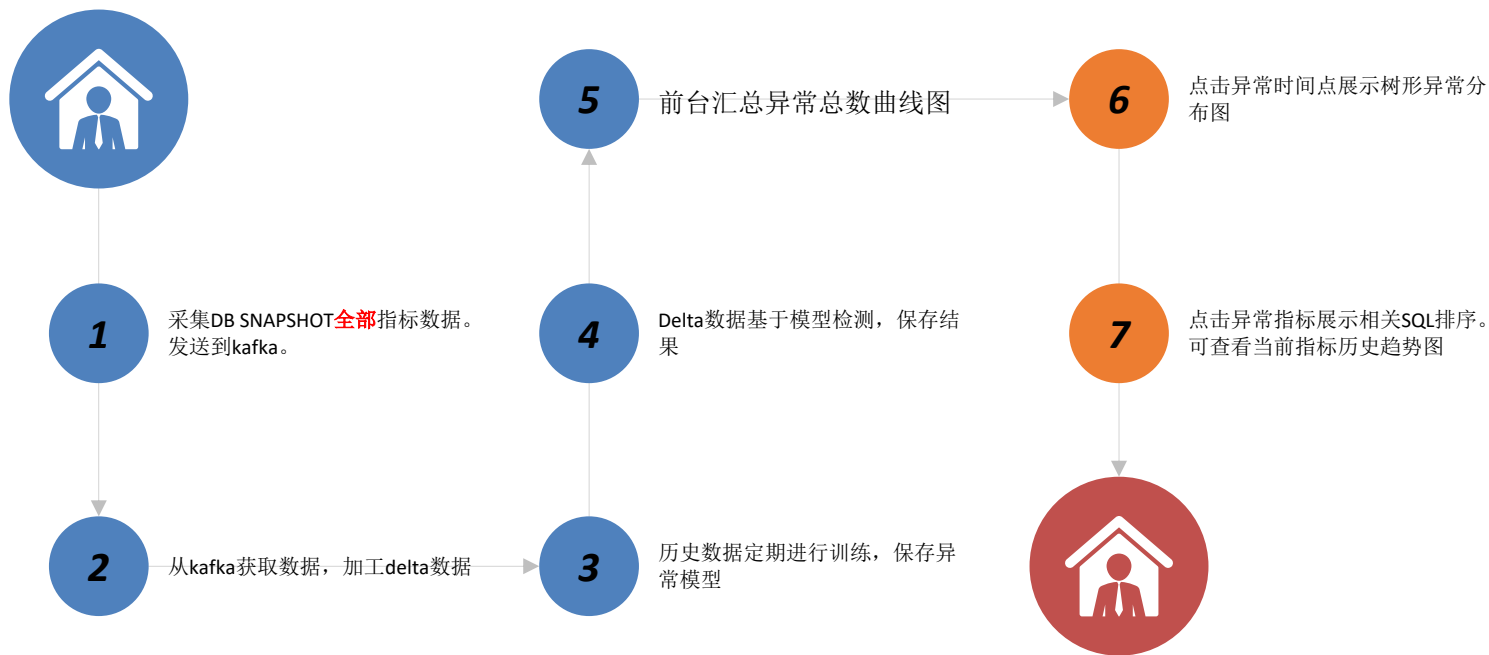 1
采集DB SNAPSHOT全部指标数据。
发送到kafka。
2
从kafka获取数据，加工delta数据
3
历史数据定期进行训练，保存异
常模型
4
Delta数据基于模型检测，保存结
果
5
前台汇总异常总数曲线图
6
点击异常时间点展示树形异常分
布图
7
点击异常指标展示相关SQL排序。
可查看当前指标历史趋势图